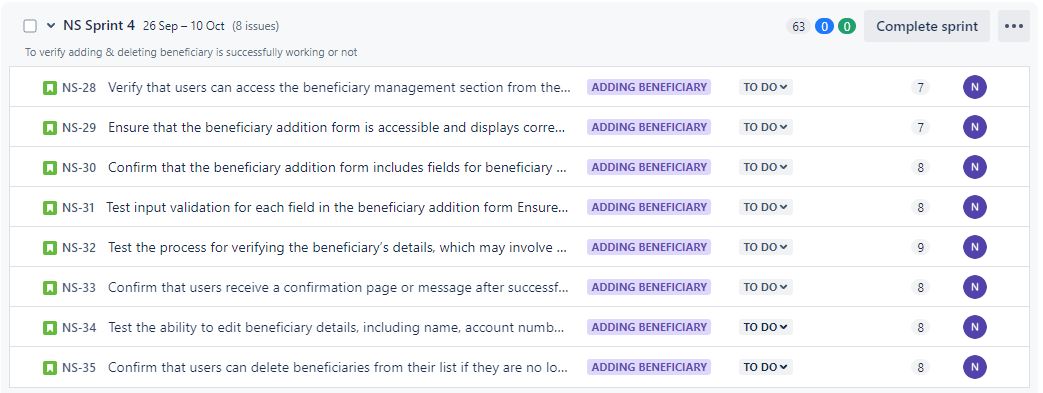 NS Sprint 4 26 Sep – 10 Oct (8 issues) 63 0 0 Complete sprint
To verify adding & deleting beneficiary is successfully working or not
NS-28 Verify that users can access the beneficiary management section from the... ADDING BENEFICIARY TO DO 7 N
NS-29 Ensure that the beneficiary addition form is accessible and displays corre... ADDING BENEFICIARY TO DO 7 N
NS-30 Confirm that the beneficiary addition form includes fields for beneficiary ... ADDING BENEFICIARY TO DO 8 N
NS-31 Test input validation for each field in the beneficiary addition form Ensure... ADDING BENEFICIARY TO DO 8 N
NS-32 Test the process for verifying the beneficiary's details, which may involve ... ADDING BENEFICIARY TO DO 9 N
NS-33 Confirm that users receive a confirmation page or message after successf... ADDING BENEFICIARY TO DO 8 N
NS-34 Test the ability to edit beneficiary details, including name, account numb... ADDING BENEFICIARY TO DO 8 N
NS-35 Confirm that users can delete beneficiaries from their list if they are no lo... ADDING BENEFICIARY TO DO 8 N